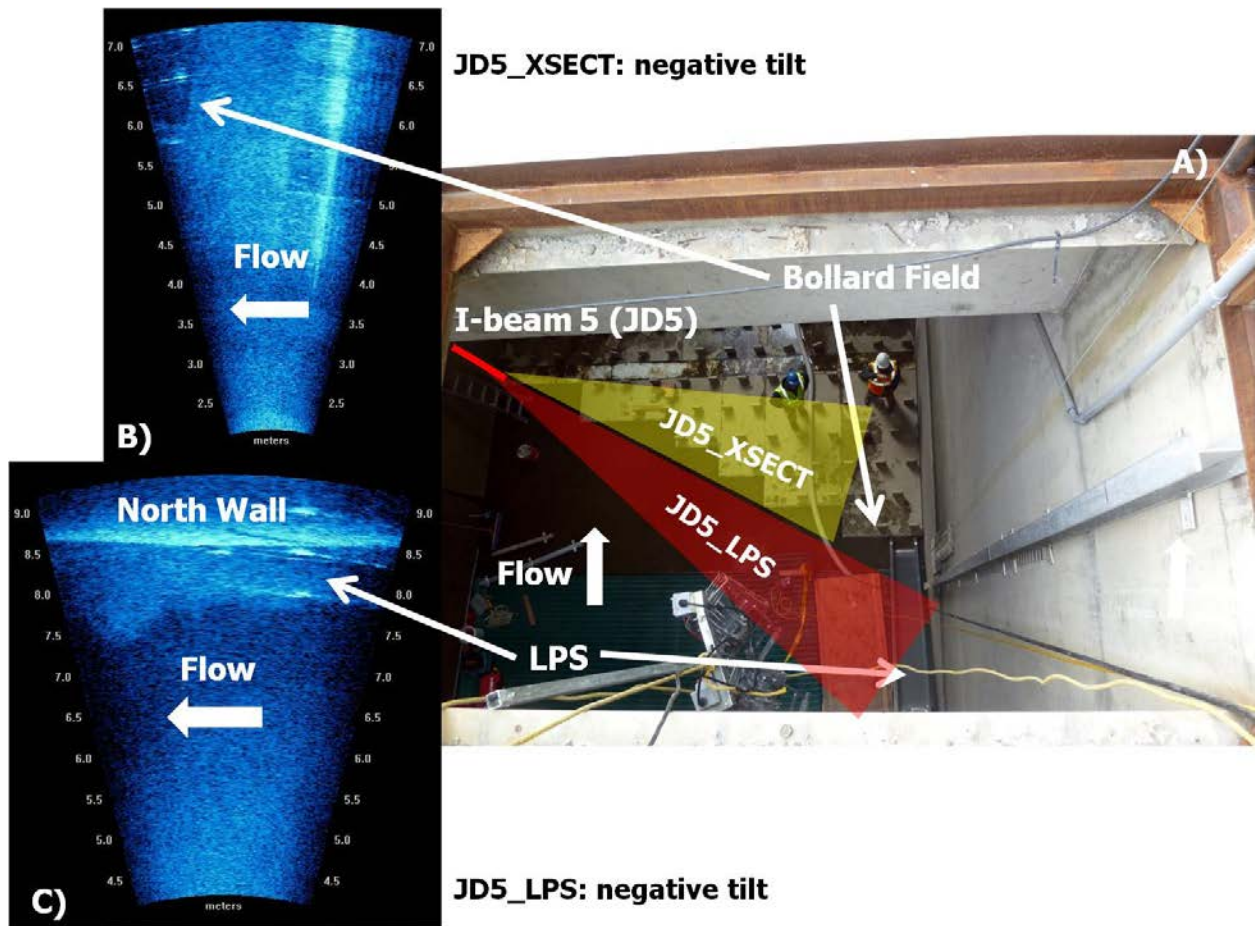 JD5_XSECT: negative tilt
7.0
7.0
6.5
6.5
6.0
6.0
5.5
5.5
5.0
5.0
4.5
4.5
Flow
4.0
4.0
3.5
3.5
3.0
3.0
2.5
2.5
meters
B)
A)
Bollard Field
I-beam 5 (JD5)
JD5_XSECT
JD5_LPS
Flow
North Wall
9.0
9.0
8.5
8.5
8.0
8.0
7.5
7.5
LPS
Flow
7.0
7.0
6.5
6.5
6.0
6.0
5.5
5.5
5.0
5.0
4.5
4.5
meters
C)
JD5_LPS: negative tilt